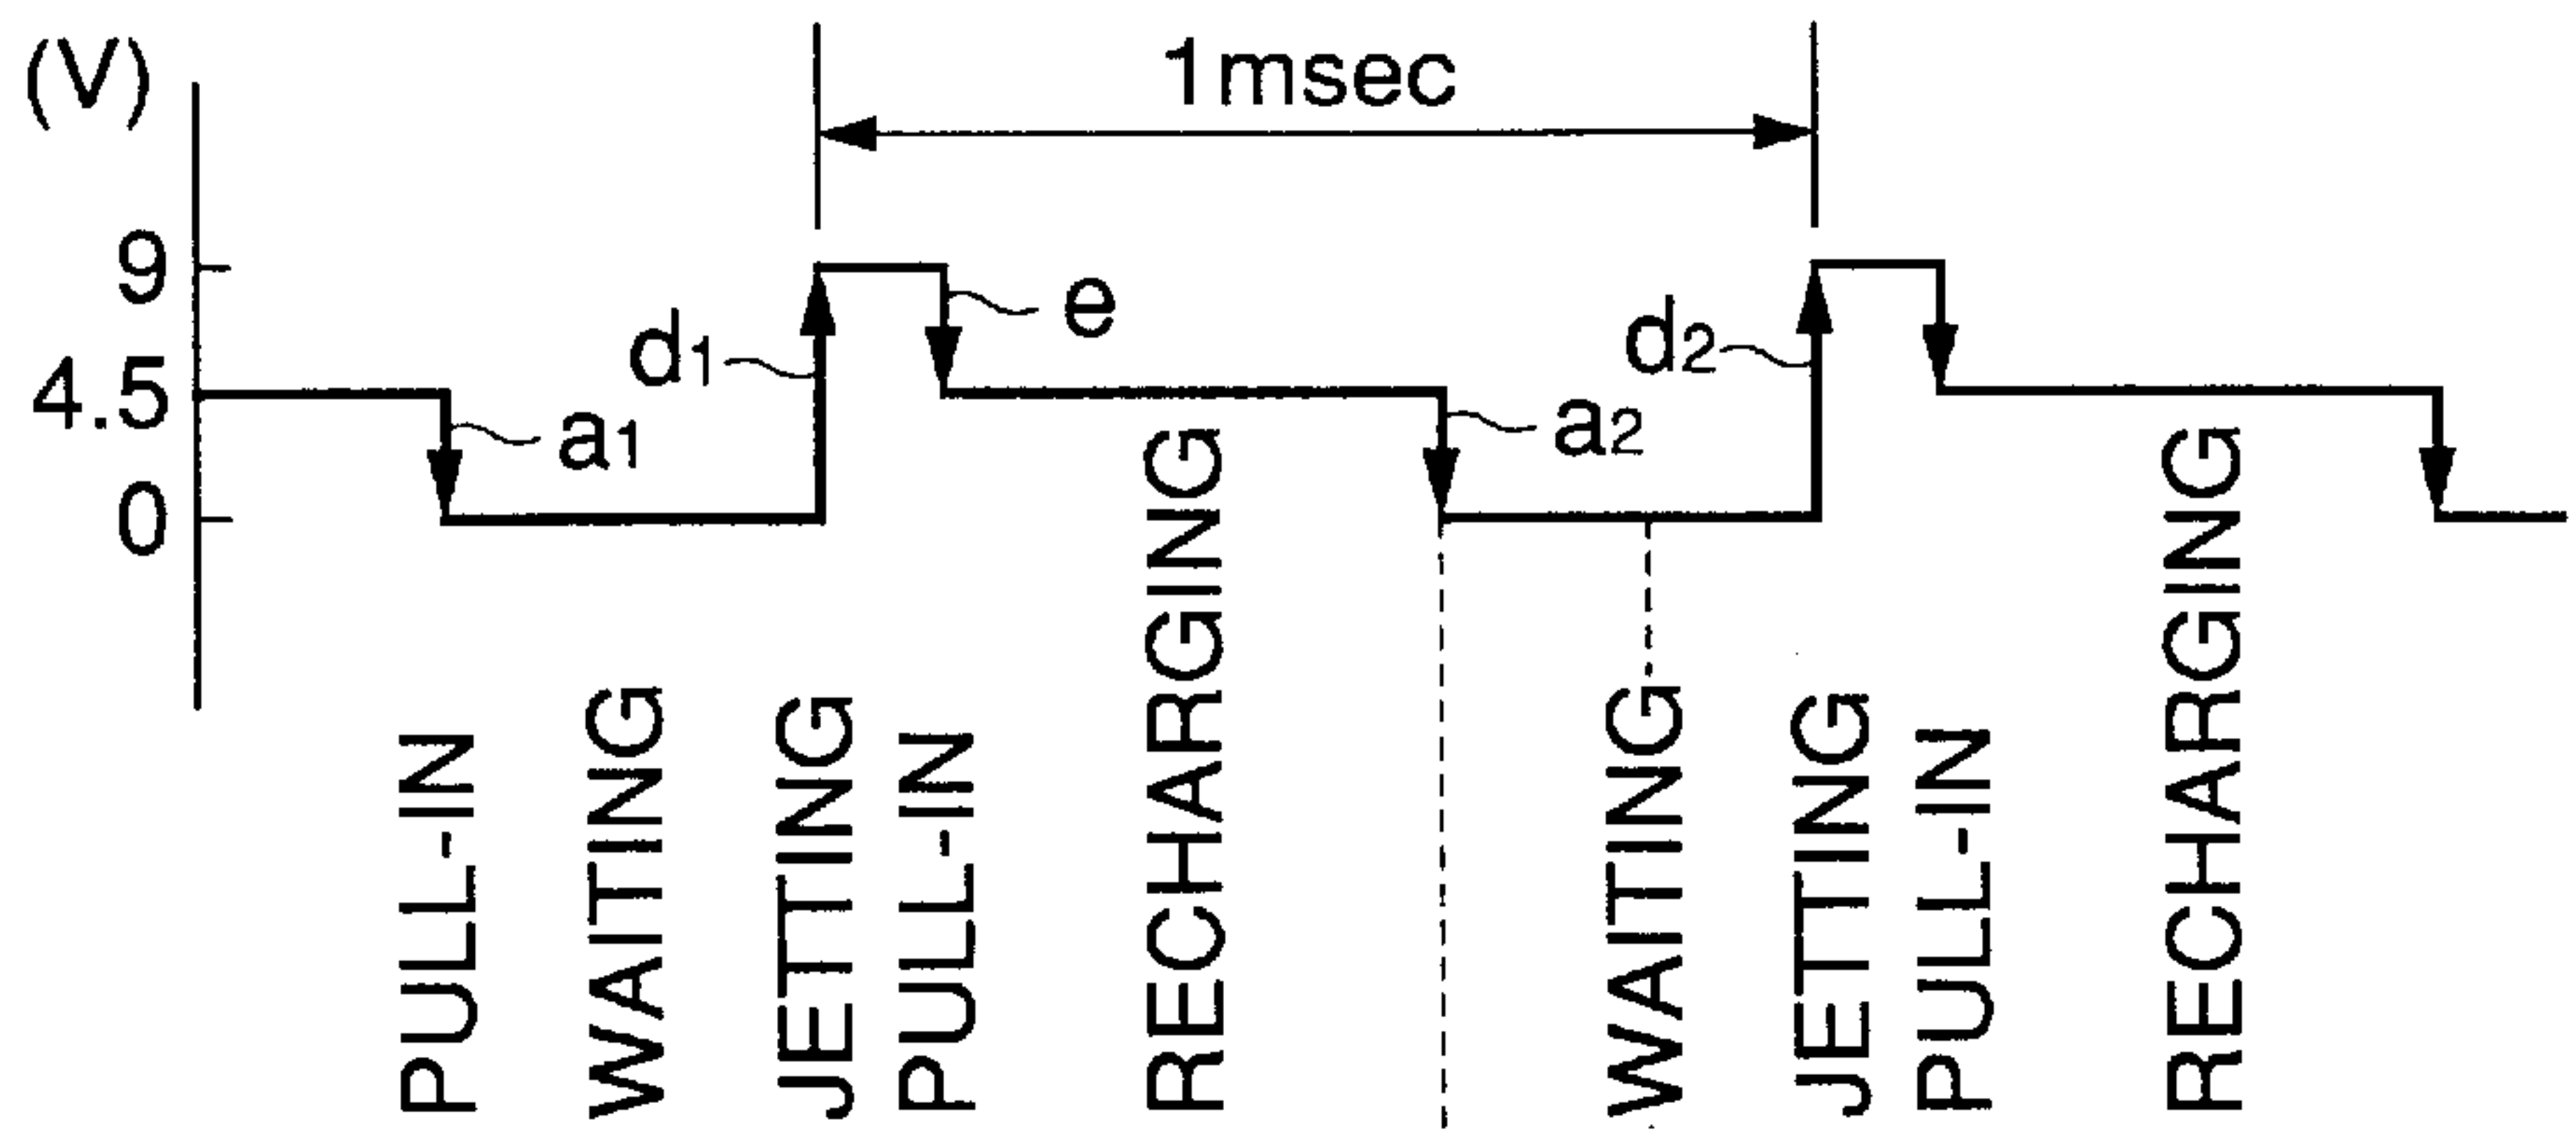 (V)
1msec
9
e
d1
d2
4.5
a1
a2
0
PULL-IN
WAITING
JETTING
PULL-IN
RECHARGING
WAITING
JETTING
PULL-IN
RECHARGING